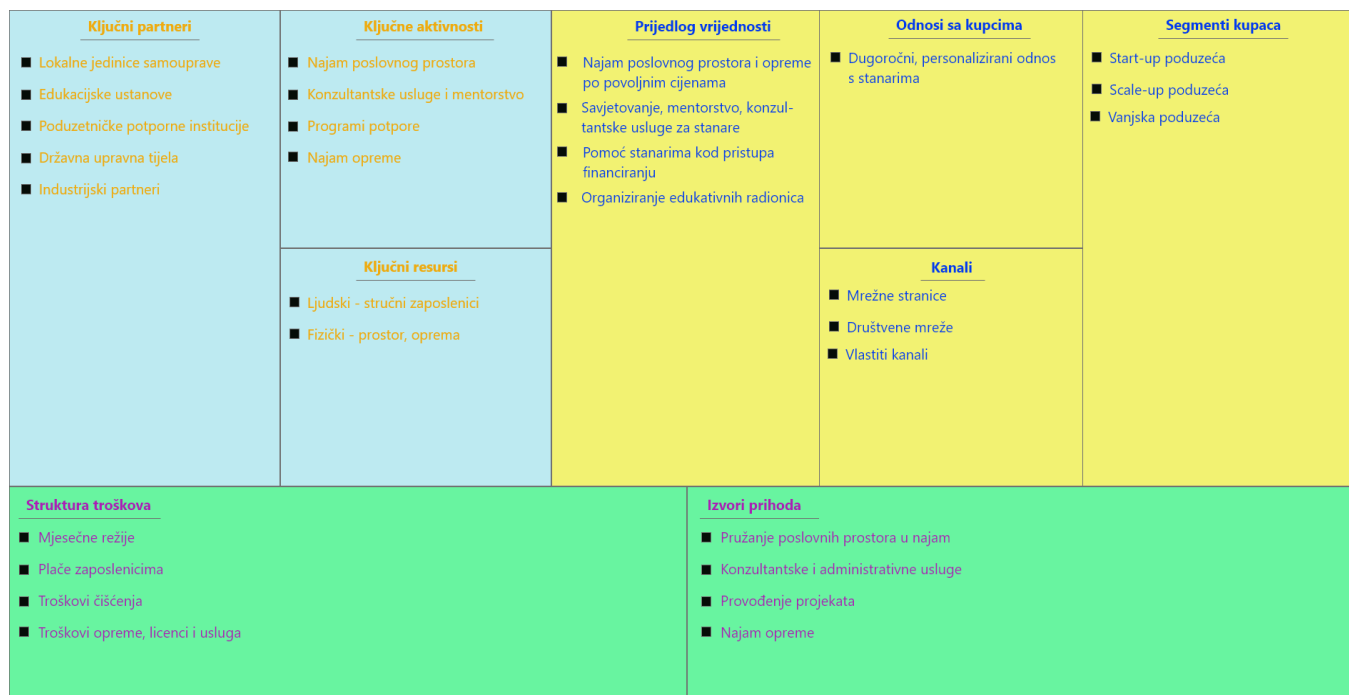 Ključni partneri
Lokalne jedinice samouprave
Edukacijske ustanove
Poduzetničke potporne institucije
Državna upravna tijela
Industrijski partneri
Ključne aktivnosti
Najam poslovnog prostora
Konzultantske usluge i mentorstvo
Programi potpore
Najam opreme
Ključni resursi
Ljudski - stručni zaposlenici
Fizički - prostor, oprema
Prijedlog vrijednosti
Najam poslovnog prostora i opreme
po povoljnim cijenama
Savjetovanje, mentorstvo, konzul-
tantske usluge za stanare
Pomoć stanarima kod pristupa
financiranju
Organiziranje edukativnih radionica
Odnosi sa kupcima
Dugoročni, personalizirani odnos
s stanarima
Kanali
Mrežne stranice
Društvene mreže
Vlastiti kanali
Segmenti kupaca
Start-up poduzeća
Scale-up poduzeća
Vanjska poduzeća
Struktura troškova
Mjesečne režije
Plače zaposlenicima
Troškovi čišćenja
Troškovi opreme, licenci i usluga
Izvori prihoda
Pružanje poslovnih prostora u najam
Konzultantske i administrativne usluge
Provođenje projekata
Najam opreme